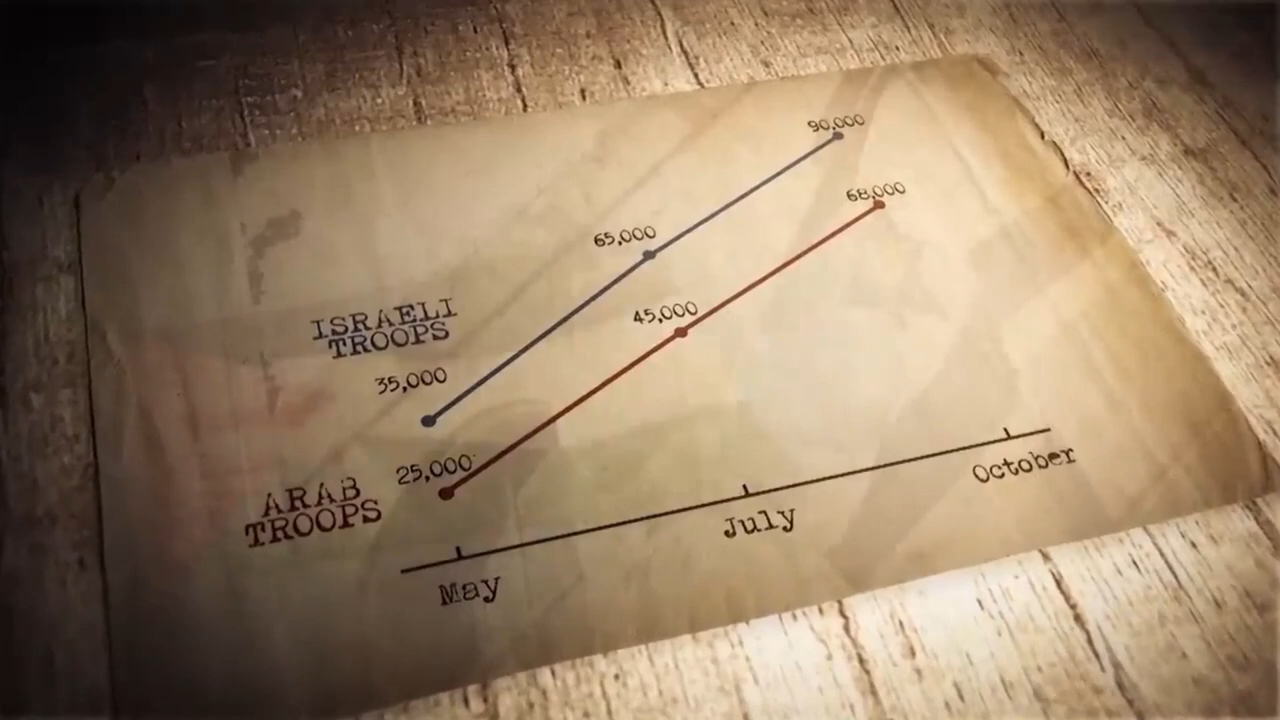 90,000
68,000
65,000
45,000
ISRAELI
TROOPS
35,000
25,000
ARAB
TROOPS
May
July
October